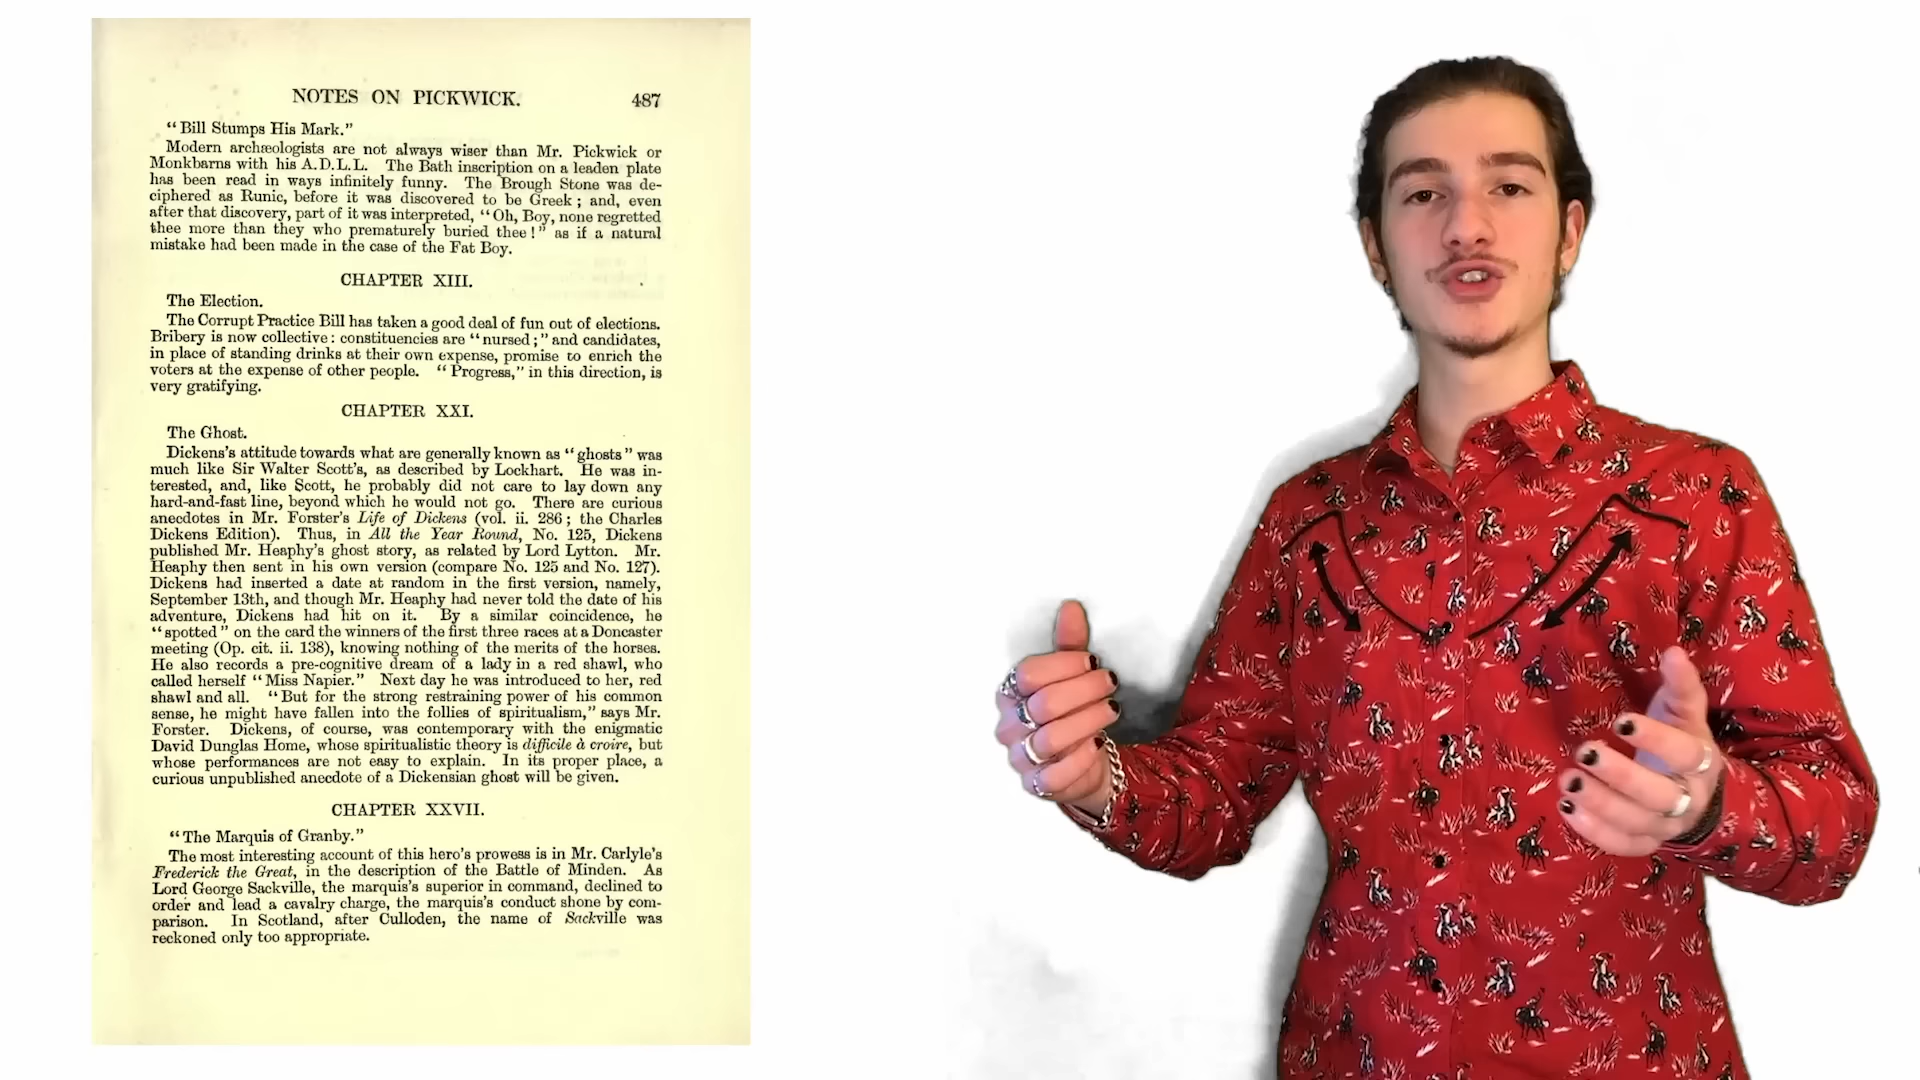 NOTES ON PICKWICK. 487
“Bill Stumps His Mark.”
Modern archæologists are not always wiser than Mr. Pickwick or
Monkbarns with his A.D.L.L. The Bath inscription on a leaden plate
has been read in ways infinitely funny. The Brough Stone was de-
ciphered as Runic, before it was discovered to be Greek; and, even
after that discovery, part of it was interpreted, “Oh, Boy, none regretted
thee more than they who prematurely buried thee!” as if a natural
mistake had been made in the case of the Fat Boy.
CHAPTER XIII.
The Election.
The Corrupt Practice Bill has taken a good deal of fun out of elections.
Bribery is now collective: constituencies are “nursed;” and candidates,
in place of standing drinks at their own expense, promise to enrich the
voters at the expense of other people. “Progress,” in this direction, is
very gratifying.
CHAPTER XXI.
The Ghost.
Dickens’s attitude towards what are generally known as “ghosts” was
much like Sir Walter Scott’s, as described by Lockhart. He was in-
terested, and, like Scott, he probably did not care to lay down any
hard-and-fast line, beyond which he would not go. There are curious
anecdotes in Mr. Forster’s Life of Dickens (vol. ii. 286; the Charles
Dickens Edition). Thus, in All the Year Round, No. 125, Dickens
published Mr. Heaphy’s ghost story, as related by Lord Lytton. Mr.
Heaphy then sent in his own version (compare No. 125 and No. 127).
Dickens had inserted a date at random in the first version, namely,
September 13th, and though Mr. Heaphy had never told the date of his
adventure, Dickens had hit on it. By a similar coincidence, he
“spotted” on the card the winners of the first three races at a Doncaster
meeting (Op. cit. ii. 138), knowing nothing of the merits of the horses.
He also records a pre-cognitive dream of a lady in a red shawl, who
called herself “Miss Napier.” Next day he was introduced to her, red
shawl and all. “But for the strong restraining power of his common
sense, he might have fallen into the follies of spiritualism,” says Mr.
Forster. Dickens, of course, was contemporary with the enigmatic
David Dunglas Home, whose spiritualistic theory is difficile à croire, but
whose performances are not easy to explain. In its proper place, a
curious unpublished anecdote of a Dickensian ghost will be given.
CHAPTER XXVII.
“The Marquis of Granby.”
The most interesting account of this hero’s prowess is in Mr. Carlyle’s
Frederick the Great, in the description of the Battle of Minden. As
Lord George Sackville, the marquis’s superior in command, declined to
order and lead a cavalry charge, the marquis’s conduct shone by com-
parison. In Scotland, after Culloden, the name of Sackville was
reckoned only too appropriate.